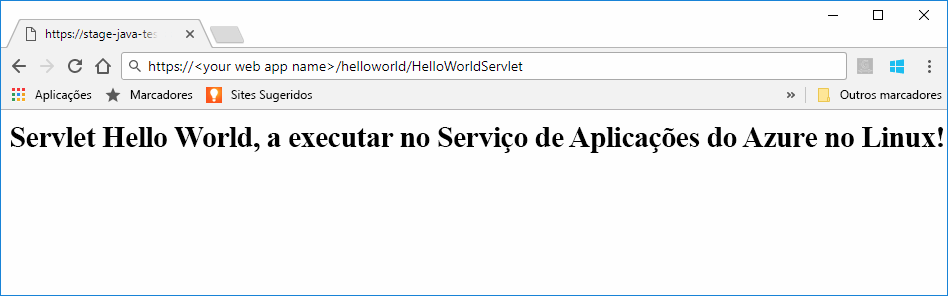 https://stage-java-tes
https://<your web app name>/helloworld/HelloWorldServlet
Aplicações Marcadores Sites Sugeridos » Outros marcadores
Servlet Hello World, a executar no Serviço de Aplicações do Azure no Linux!